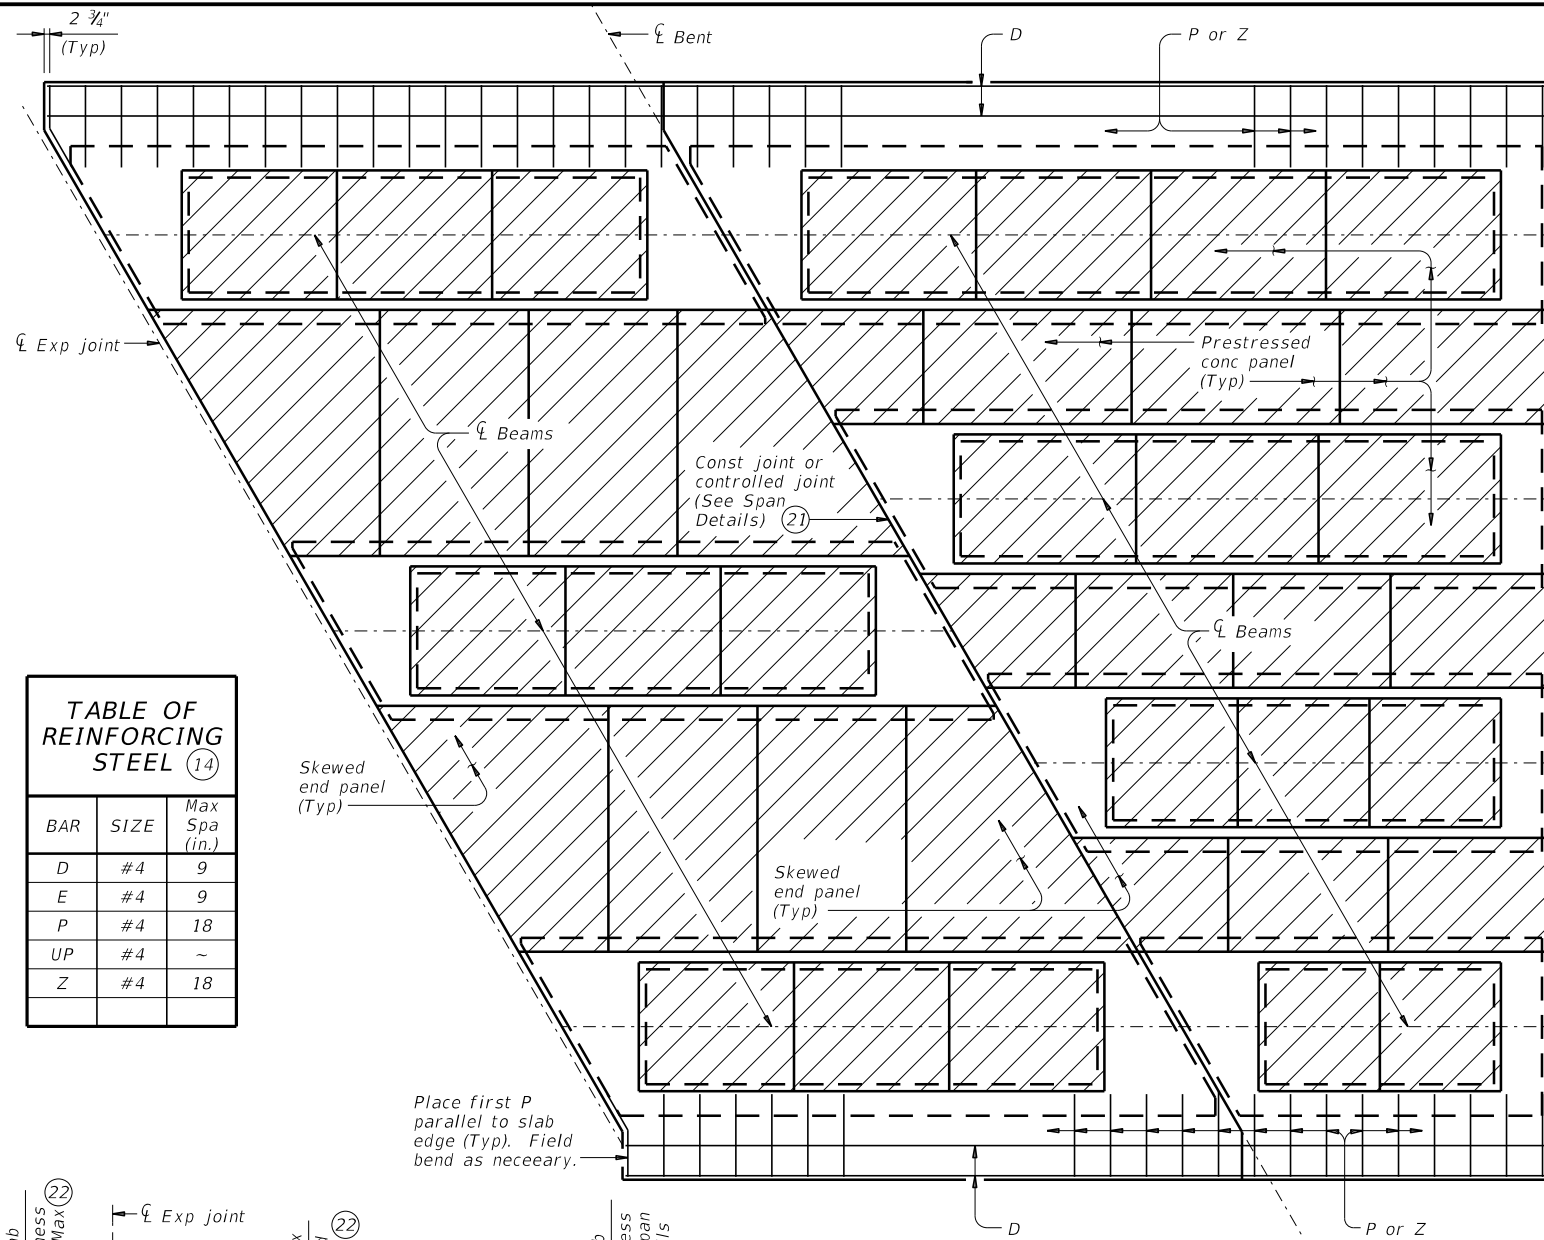 2 ¾"
(Typ)
℄ Bent
D
P or Z
℄ Exp joint
Prestressed
conc panel
(Typ)
℄ Beams
Const joint or
controlled joint
(See Span
Details) 21
℄ Beams
TABLE OF
REINFORCING
STEEL 14
BAR SIZE Max Spa (in.)
D #4 9
E #4 9
P #4 18
UP #4 ~
Z #4 18
Skewed
end panel
(Typ)
Skewed
end panel
(Typ)
Place first P
parallel to slab
edge (Typ). Field
bend as neceeary.
22
Max
℄ Exp joint
22
D
P or Z